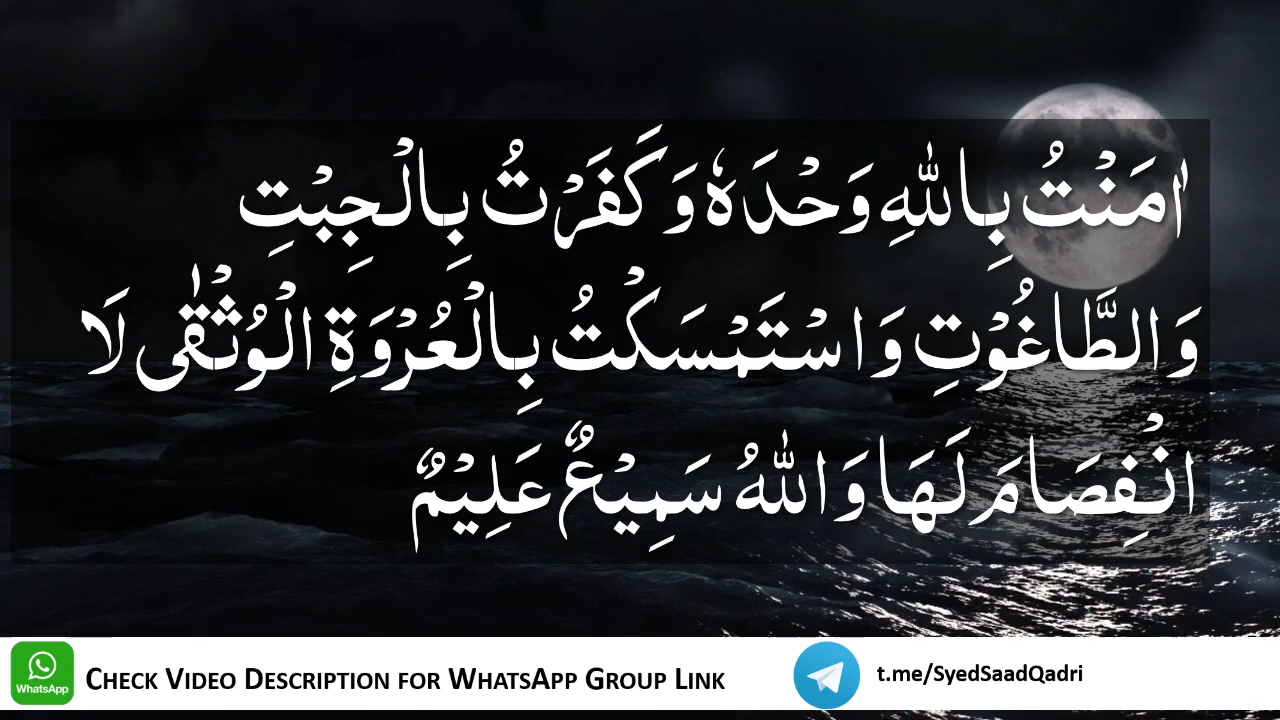 اٰمَنْتُ بِاللّٰهِ وَحْدَهٗ وَكَفَرْتُ بِالْجِبْتِ
وَالطَّاغُوْتِ وَاسْتَمْسَكْتُ بِالْعُرْوَةِ الْوُثْقٰى لَا
انْفِصَامَ لَهَا وَاللّٰهُ سَمِيْعٌ عَلِيْمٌ
WhatsApp
Check Video Description for WhatsApp Group Link
t.me/SyedSaadQadri